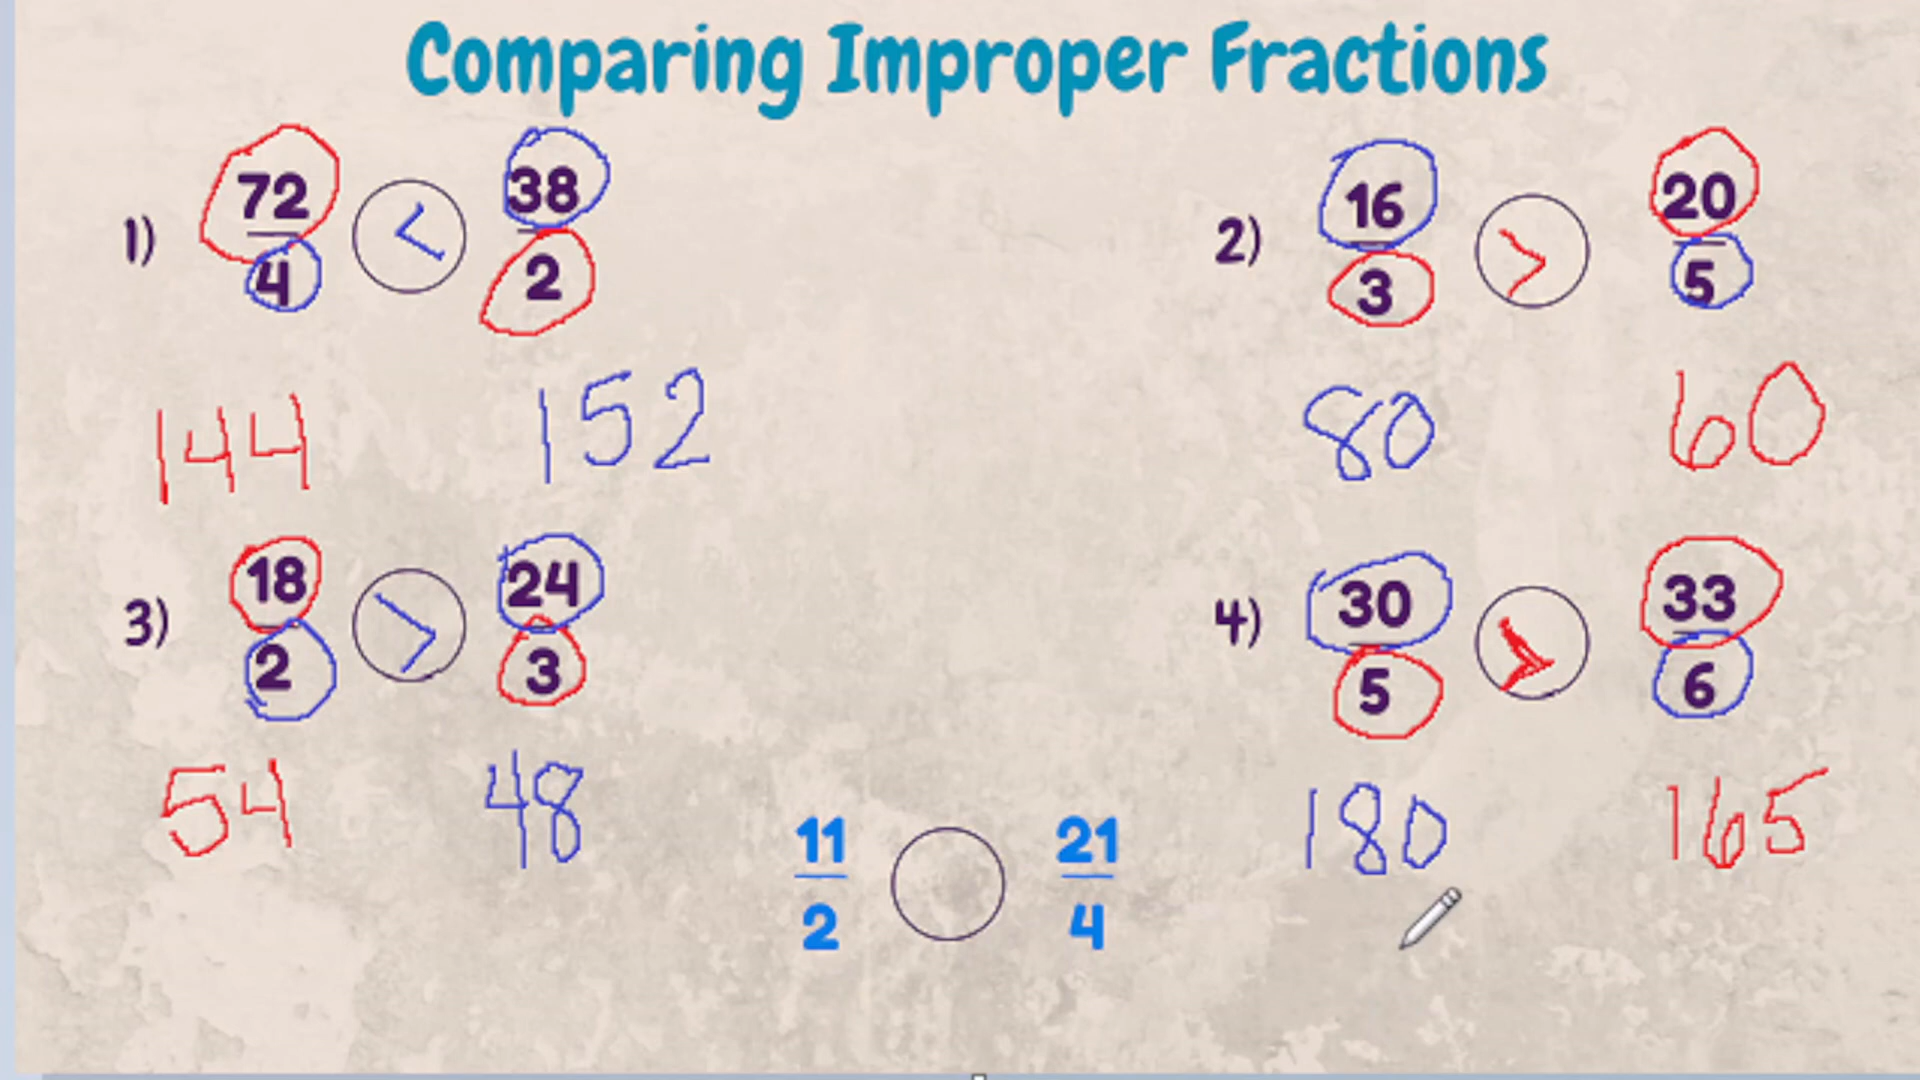 Comparing Improper Fractions
1) 72/4 < 38/2
2) 16/3 > 20/5
144 152
80 60
3) 18/2 > 24/3
4) 30/5 > 33/6
54 48
180 165
11/2 21/4